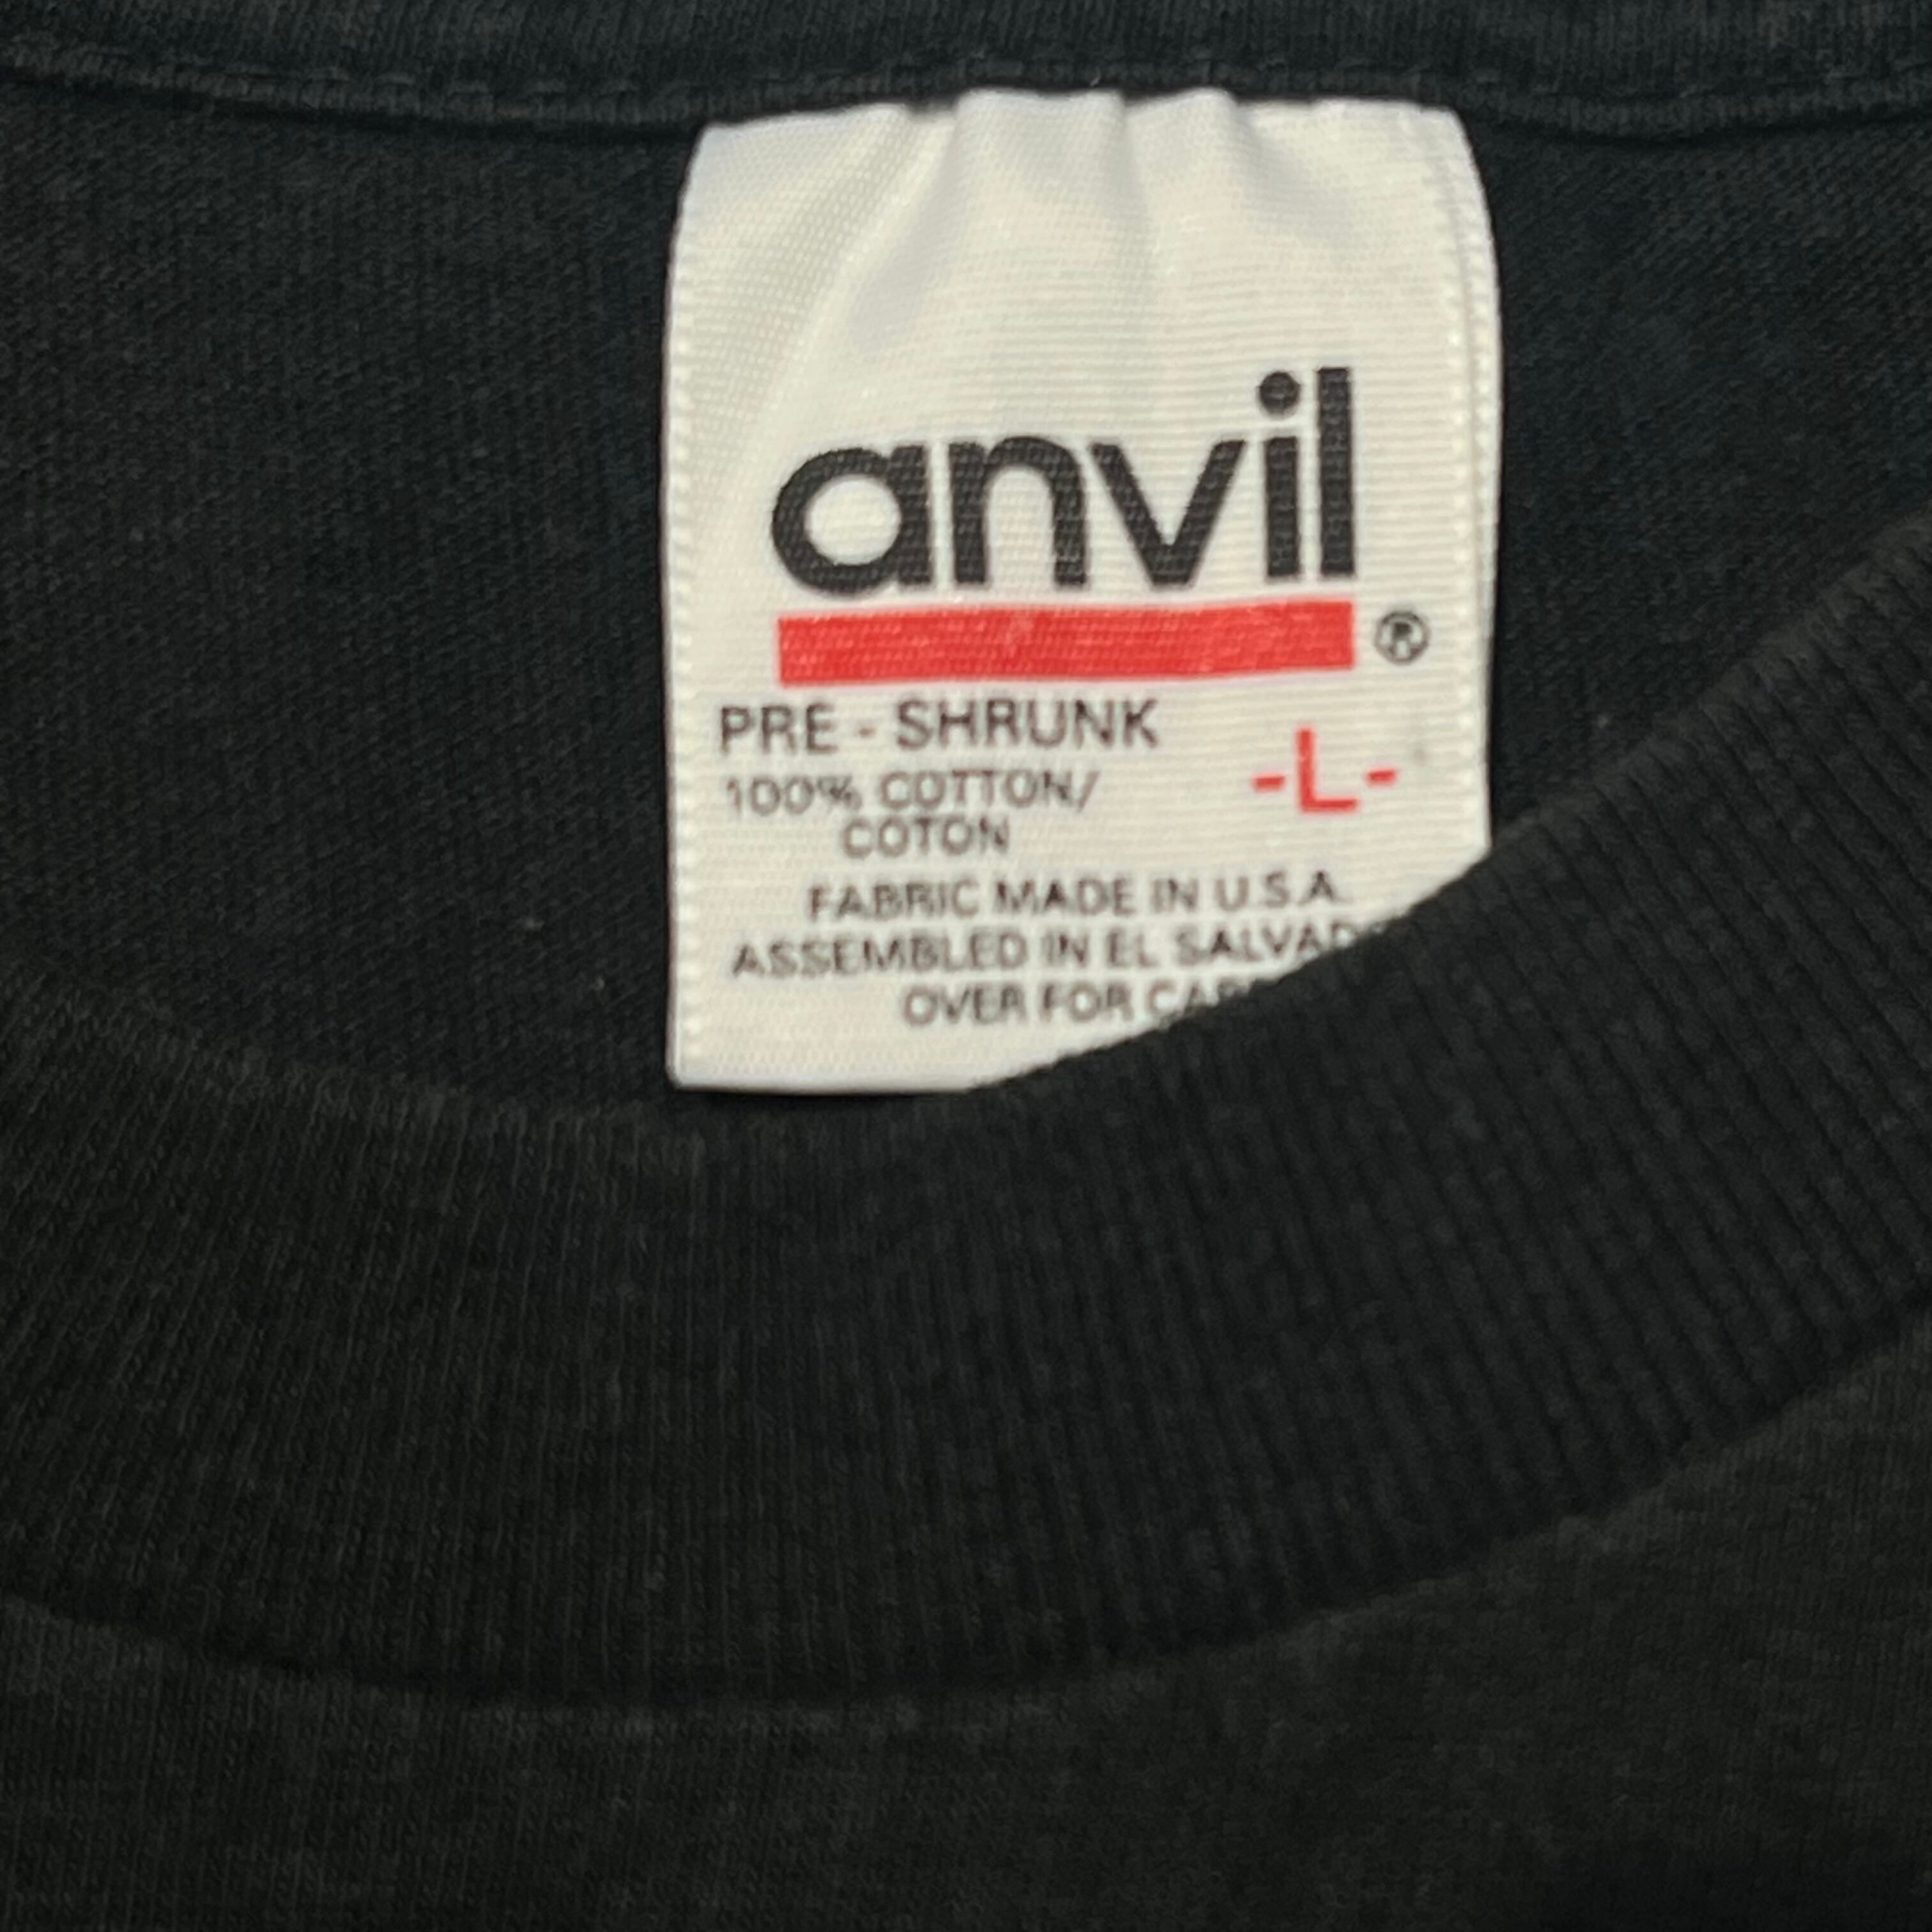 anvil
®
PRE - SHRUNK
-L-
100% COTTON/
COTON
FABRIC MADE IN U.S.A.
ASSEMBLED IN EL
OVER FOR